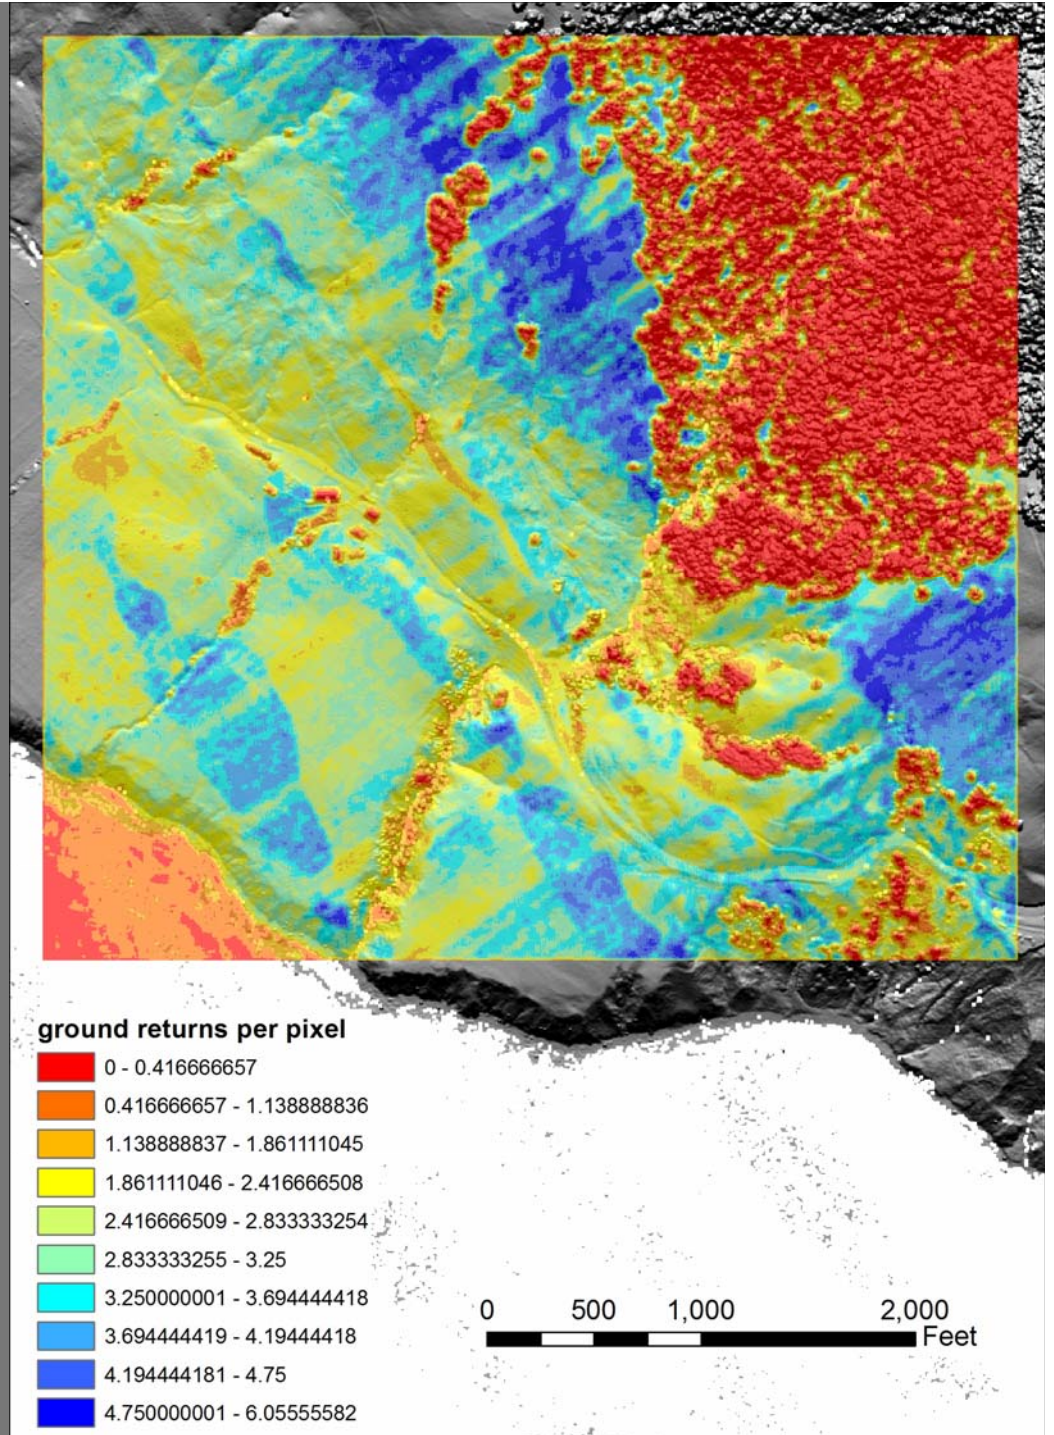 ground returns per pixel
0 - 0.416666657
0.416666657 - 1.138888836
1.138888837 - 1.861111045
1.861111046 - 2.416666508
2.416666509 - 2.833333254
2.833333255 - 3.25
3.250000001 - 3.694444418
3.694444419 - 4.19444418
4.194444181 - 4.75
4.750000001 - 6.05555582
0 500 1,000 2,000
Feet